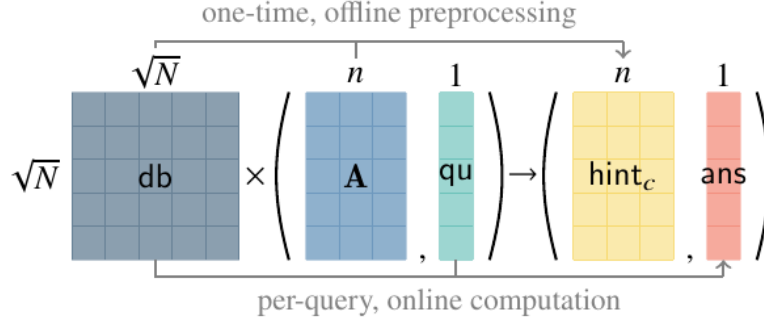 one-time, offline preprocessing
√N n 1 n 1
√N db × ( A , qu ) → ( hint_c , ans )
per-query, online computation